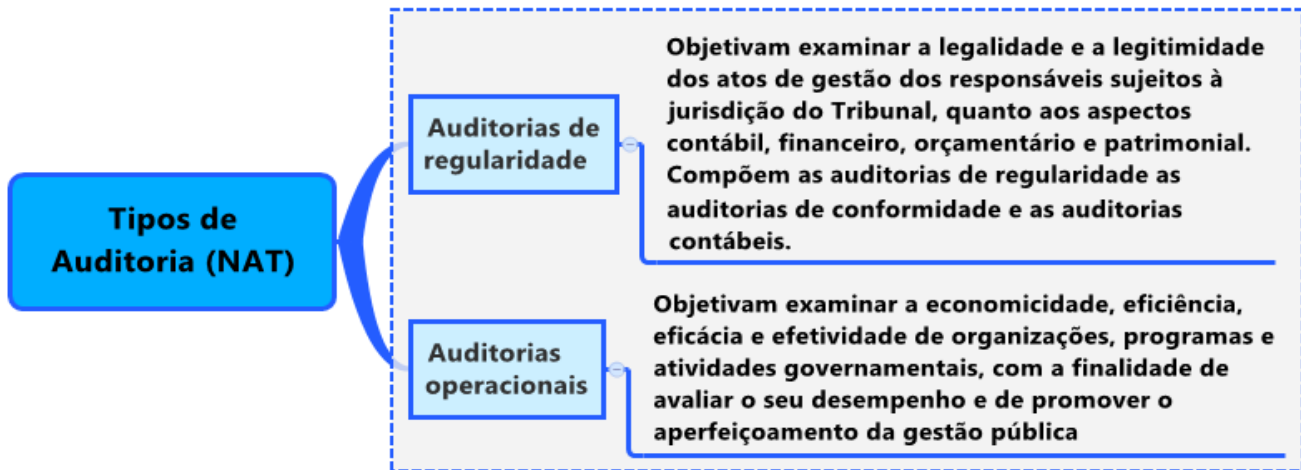 Tipos de
Auditoria (NAT)
Auditorias de
regularidade
Objetivam examinar a legalidade e a legitimidade
dos atos de gestão dos responsáveis sujeitos à
jurisdição do Tribunal, quanto aos aspectos
contábil, financeiro, orçamentário e patrimonial.
Compõem as auditorias de regularidade as
auditorias de conformidade e as auditorias
contábeis.
Auditorias
operacionais
Objetivam examinar a economicidade, eficiência,
eficácia e efetividade de organizações, programas e
atividades governamentais, com a finalidade de
avaliar o seu desempenho e de promover o
aperfeiçoamento da gestão pública